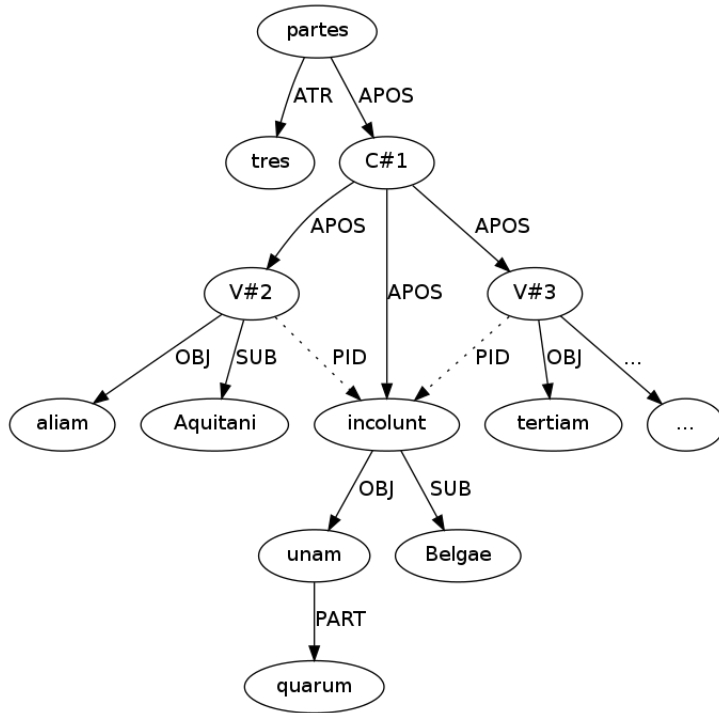 partes
ATR APOS
tres C#1
APOS APOS APOS
V#2 V#3
OBJ SUB PID PID OBJ ...
aliam Aquitani incolunt tertiam ...
OBJ SUB
unam Belgae
PART
quarum